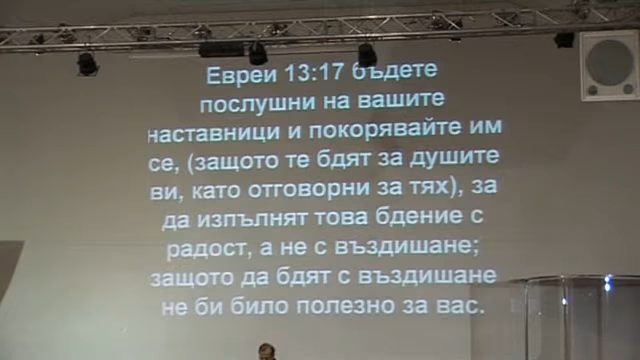 Евреи 13:17 бъдете
послушни на вашите
наставници и покорявайте им
се, (защото те бдят за душите
ви, като отговорни за тях), за
да изпълнят това бдение с
радост, а не с въздишане;
защото да бдят с въздишане
не би било полезно за вас.